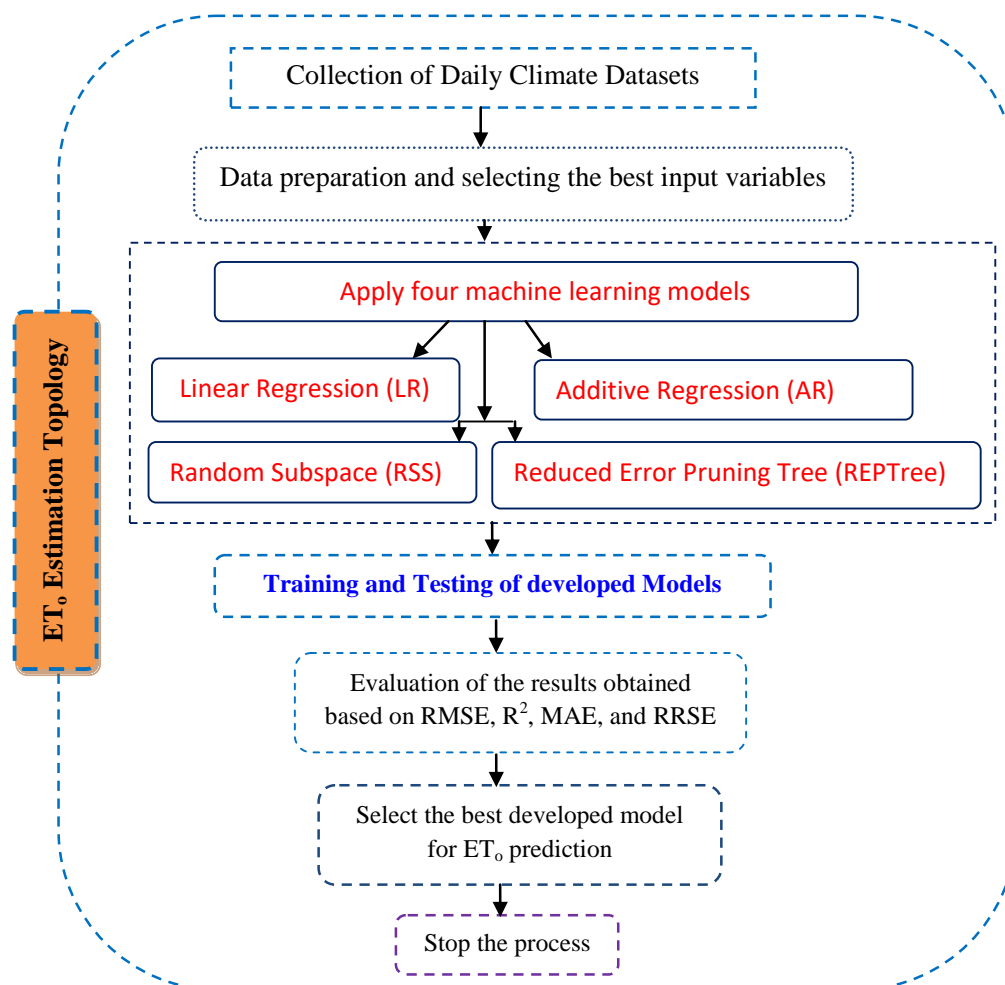 Collection of Daily Climate Datasets
Data preparation and selecting the best input variables
Apply four machine learning models
Linear Regression (LR)
Additive Regression (AR)
Random Subspace (RSS)
Reduced Error Pruning Tree (REPTree)
ETₒ Estimation Topology
Training and Testing of developed Models
Evaluation of the results obtained
based on RMSE, R², MAE, and RRSE
Select the best developed model
for ETₒ prediction
Stop the process